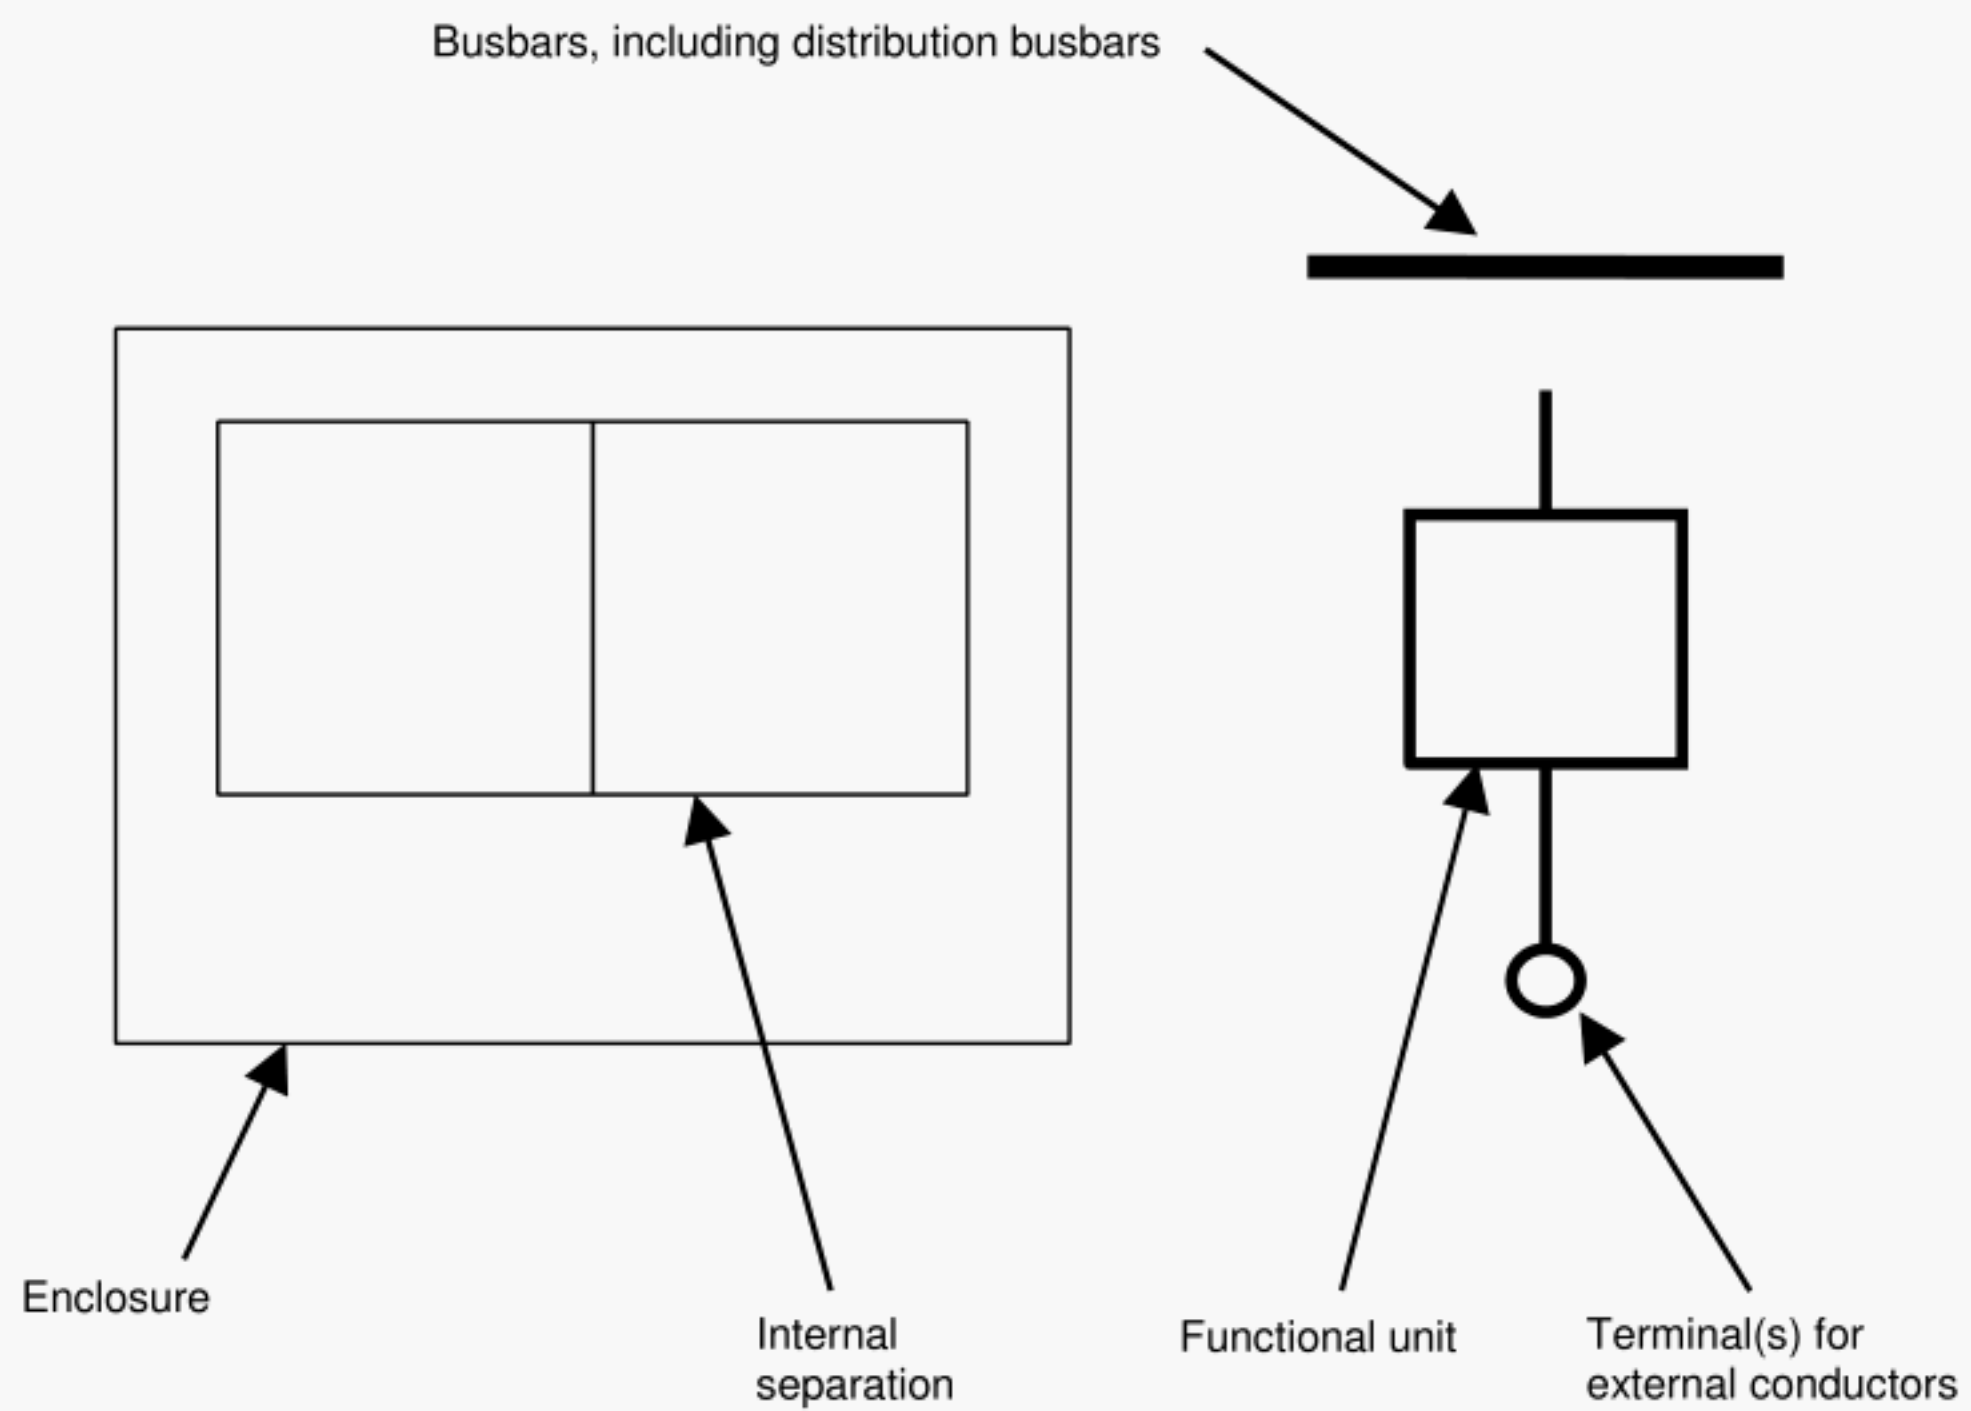 Busbars, including distribution busbars
Enclosure
Internal
separation
Functional unit
Terminal(s) for
external conductors